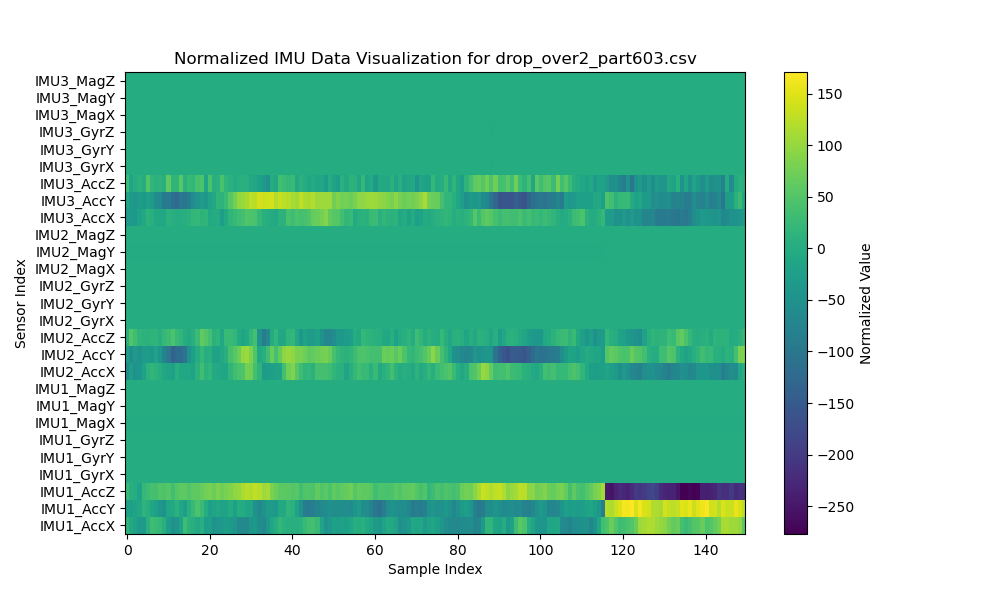 Normalized IMU Data Visualization for drop_over2_part603.csv
IMU3_MagZ
IMU3_MagY
IMU3_MagX
IMU3_GyrZ
IMU3_GyrY
IMU3_GyrX
IMU3_AccZ
IMU3_AccY
IMU3_AccX
IMU2_MagZ
IMU2_MagY
IMU2_MagX
IMU2_GyrZ
IMU2_GyrY
IMU2_GyrX
IMU2_AccZ
IMU2_AccY
IMU2_AccX
IMU1_MagZ
IMU1_MagY
IMU1_MagX
IMU1_GyrZ
IMU1_GyrY
IMU1_GyrX
IMU1_AccZ
IMU1_AccY
IMU1_AccX
Sensor Index
0 20 40 60 80 100 120 140
Sample Index
150
100
50
0
−50
−100
−150
−200
−250
Normalized Value